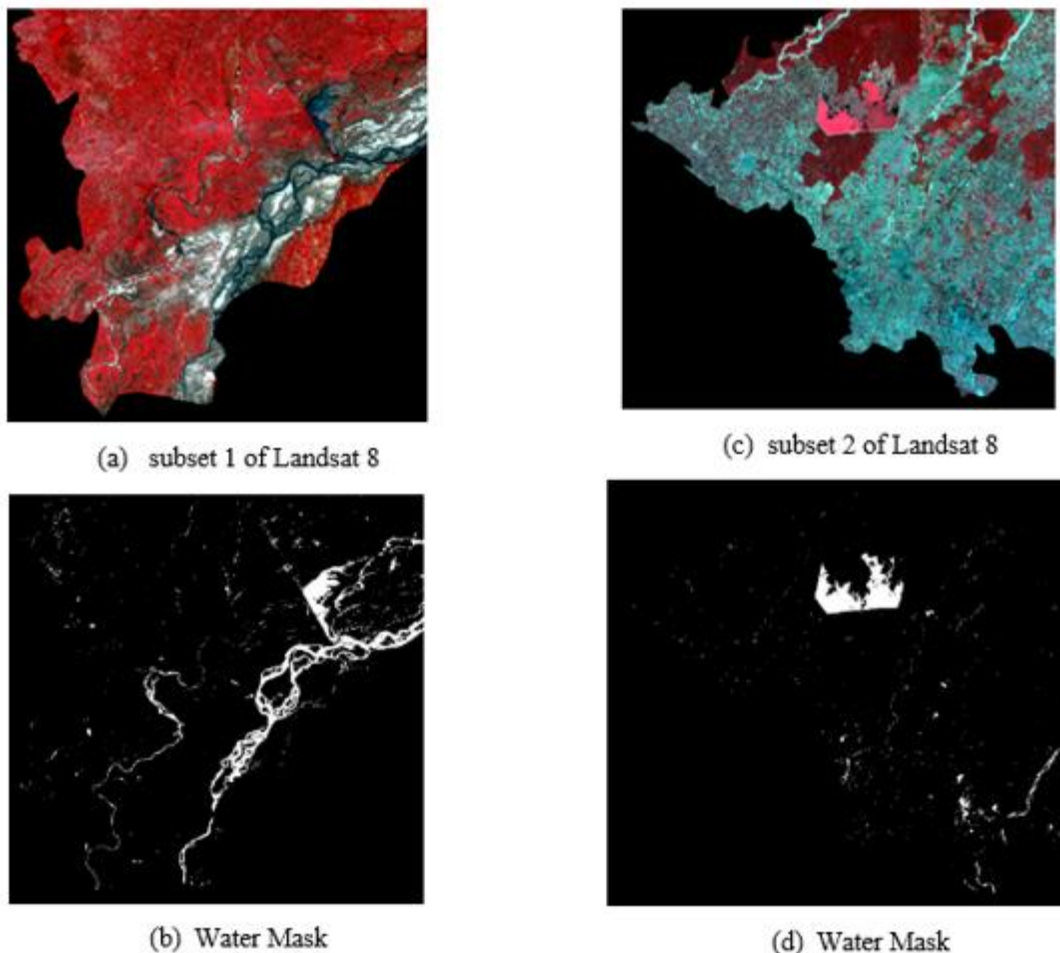 (a) subset 1 of Landsat 8
(c) subset 2 of Landsat 8
(b) Water Mask
(d) Water Mask